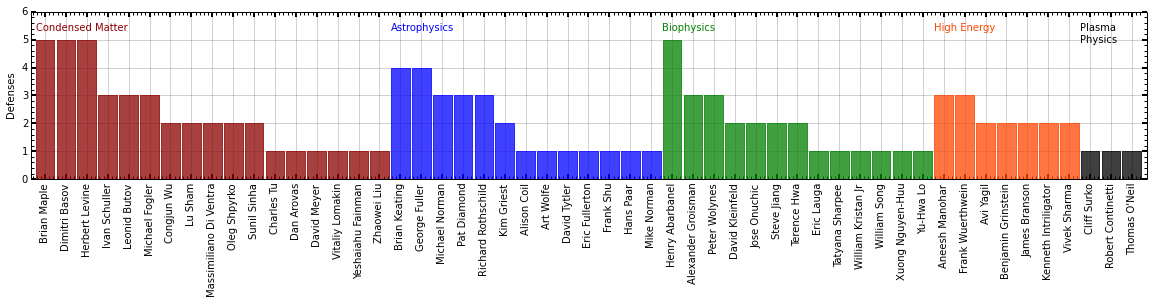 Condensed Matter
Astrophysics
Biophysics
High Energy
Plasma
Physics
Defenses
6
5
4
3
2
1
0
Brian Maple
Dimitri Basov
Herbert Levine
Ivan Schuller
Leonid Butov
Michael Fogler
Congjun Wu
Lu Sham
Massimiliano Di Ventra
Oleg Shpyrko
Sunil Sinha
Charles Tu
Dan Arovas
David Meyer
Vitaliy Lomakin
Yeshaiahu Fainman
Zhaowei Liu
Brian Keating
George Fuller
Michael Norman
Pat Diamond
Richard Rothschild
Kim Griest
Alison Coil
Art Wolfe
David Tytler
Eric Fullerton
Frank Shu
Hans Paar
Mike Norman
Henry Abarbanel
Alexander Groisman
Peter Wolynes
David Kleinfeld
Jose Onuchic
Steve Jiang
Terence Hwa
Eric Lauga
Tatyana Sharpee
William Kristan Jr
William Song
Xuong Nguyen-Huu
Yu-Hwa Lo
Aneesh Manohar
Frank Wuerthwein
Avi Yagil
Benjamin Grinstein
James Branson
Kenneth Intriligator
Vivek Sharma
Cliff Surko
Robert Continetti
Thomas O'Neil